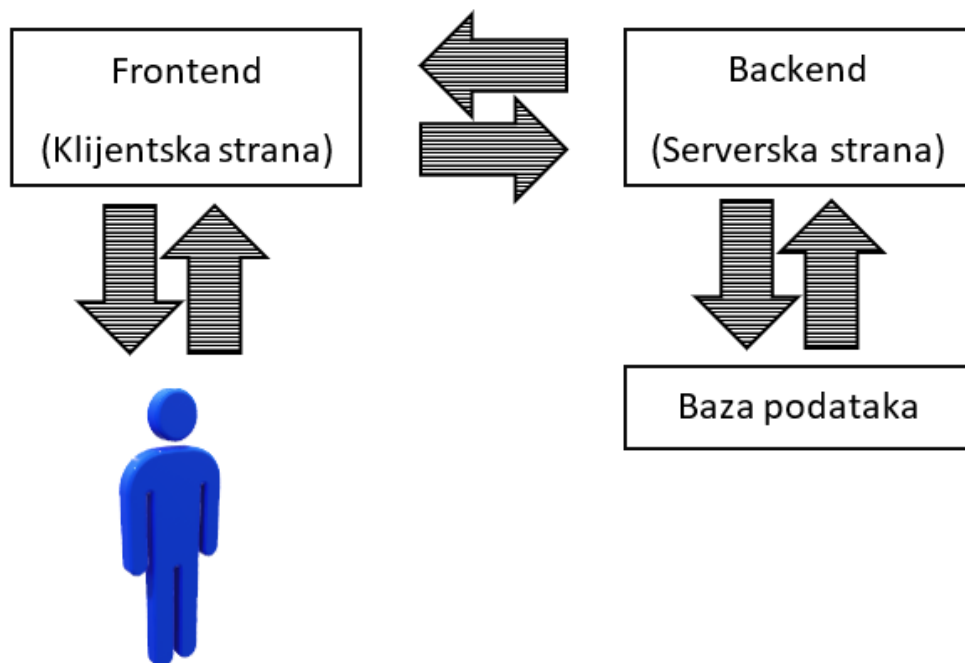 Frontend
(Klijentska strana)
Backend
(Serverska strana)
Baza podataka